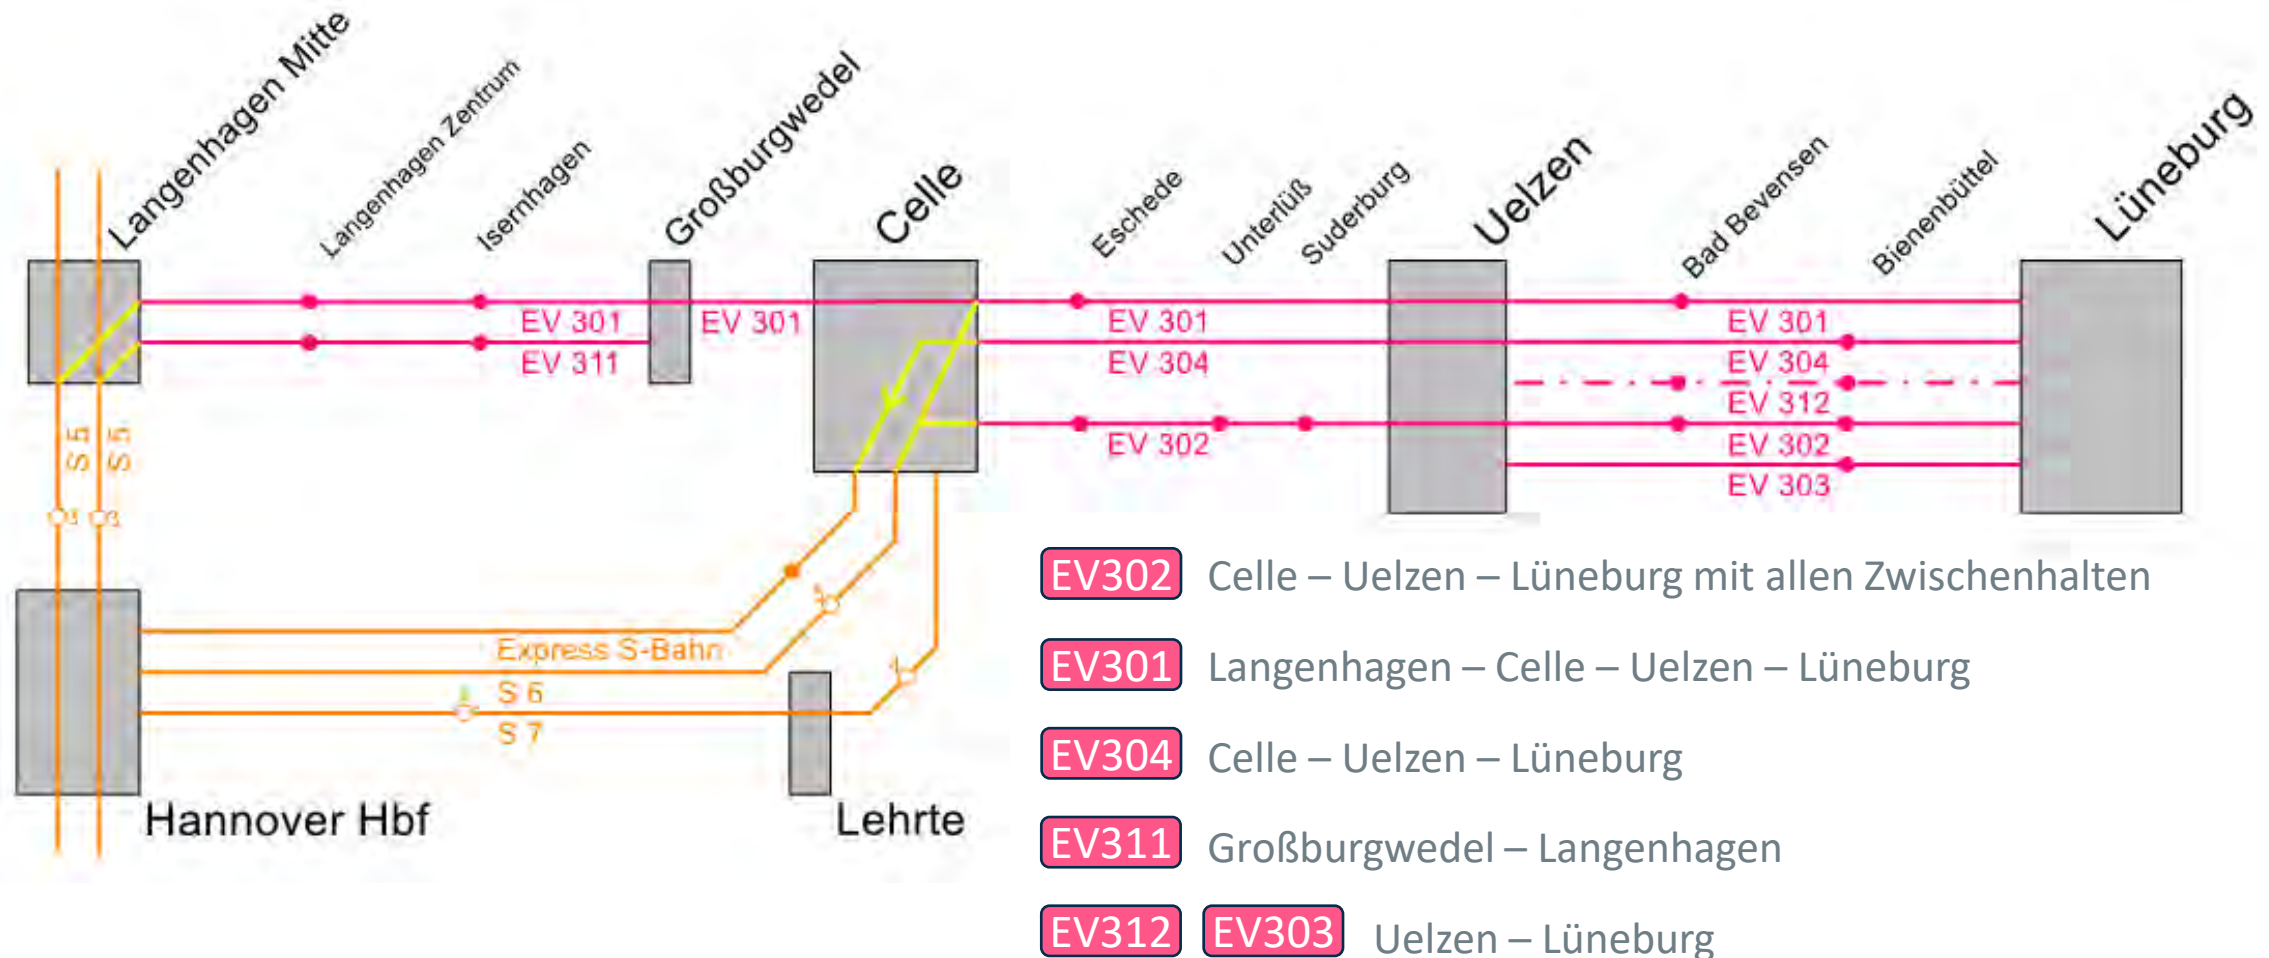 Langenhagen Mitte
Langenhagen Zentrum
Isernhagen
Großburgwedel
Celle
Eschede
Unterlüß
Suderburg
Uelzen
Bad Bevensen
Bienenbüttel
Lüneburg
EV 301
EV 301
EV 301
EV 301
EV 311
EV 304
EV 304
EV 312
EV 302
EV 302
EV 303
S 5
S 5
3
3
Express S-Bahn
S 6
S 7
Hannover Hbf
Lehrte
EV302 Celle – Uelzen – Lüneburg mit allen Zwischenhalten
EV301 Langenhagen – Celle – Uelzen – Lüneburg
EV304 Celle – Uelzen – Lüneburg
EV311 Großburgwedel – Langenhagen
EV312 EV303 Uelzen – Lüneburg